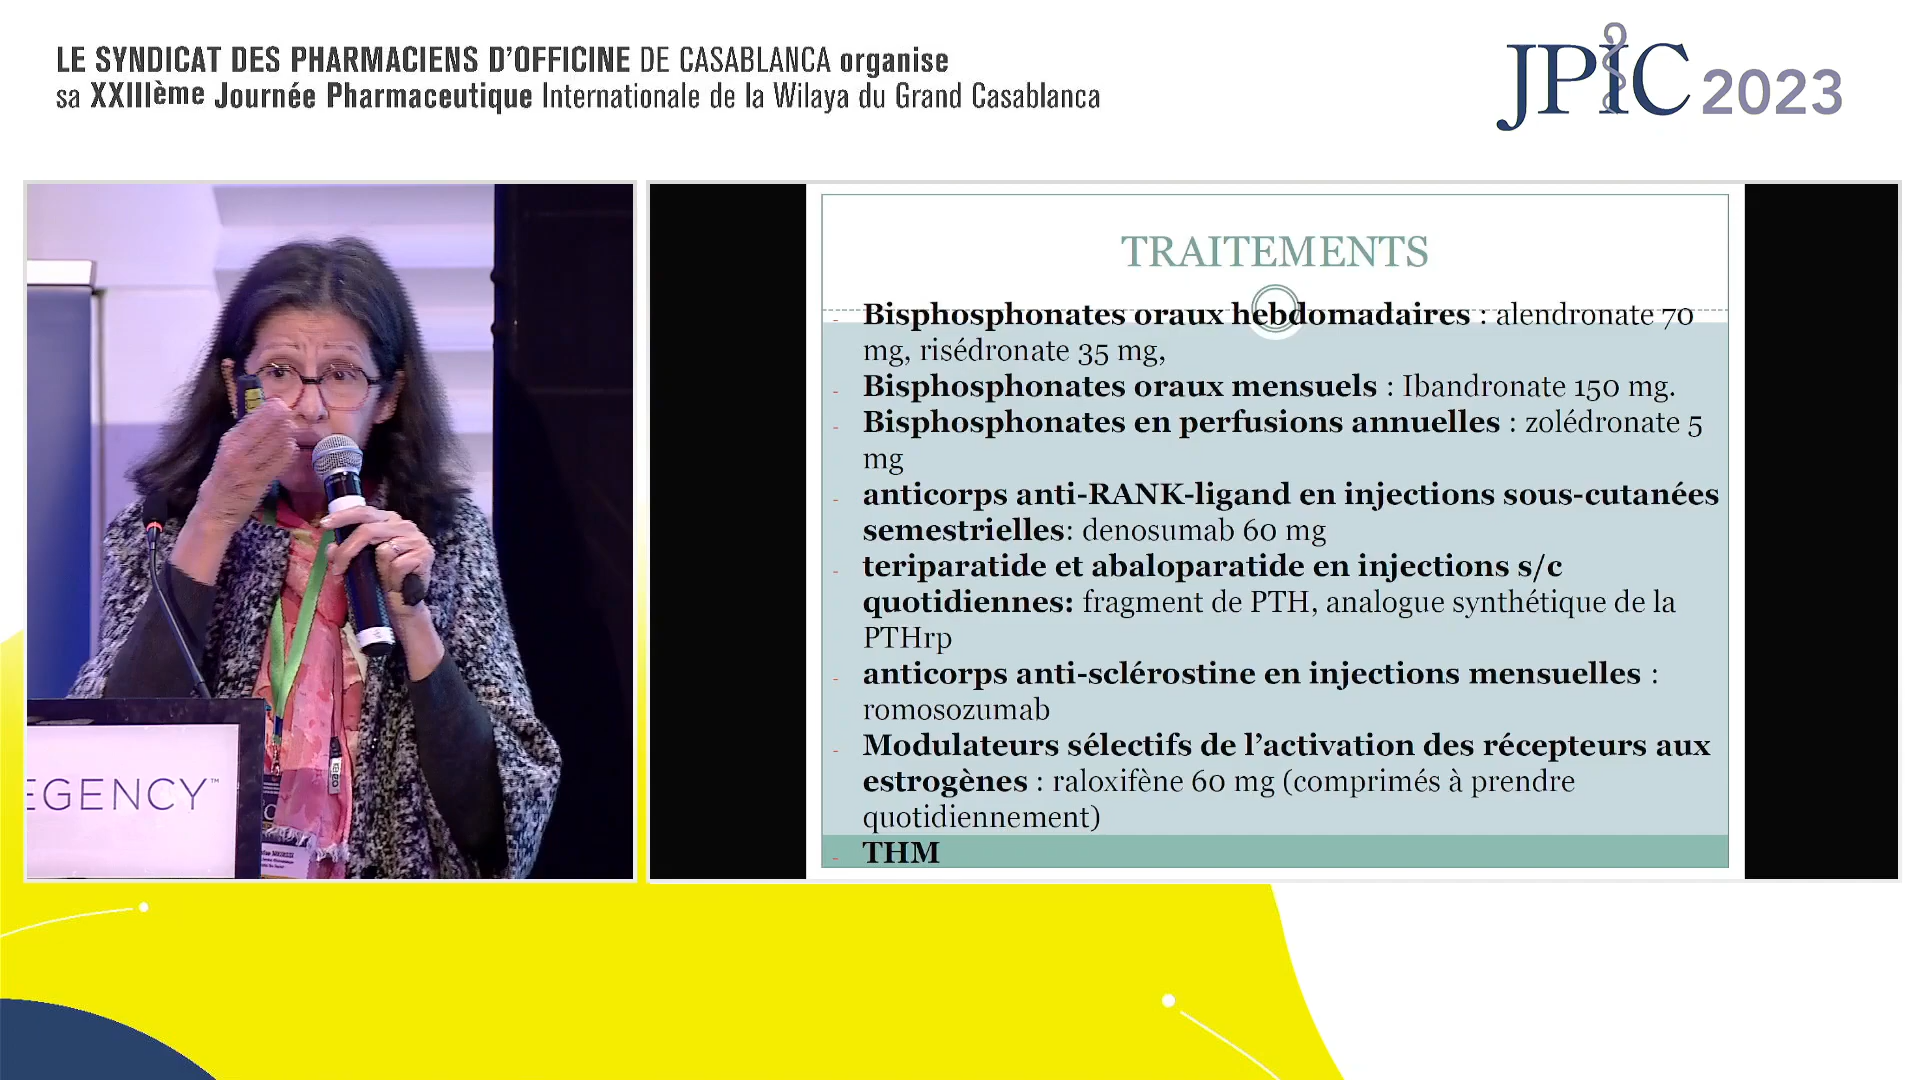 LE SYNDICAT DES PHARMACIENS D'OFFICINE DE CASABLANCA organise
sa XXIIIème Journée Pharmaceutique Internationale de la Wilaya du Grand Casablanca
JPIC 2023
EGENCY™
TRAITEMENTS
- Bisphosphonates oraux hebdomadaires : alendronate 70
mg, risédronate 35 mg,
- Bisphosphonates oraux mensuels : Ibandronate 150 mg.
- Bisphosphonates en perfusions annuelles : zolédronate 5
mg
- anticorps anti-RANK-ligand en injections sous-cutanées
semestrielles: denosumab 60 mg
- teriparatide et abaloparatide en injections s/c
quotidiennes: fragment de PTH, analogue synthétique de la
PTHrp
- anticorps anti-sclérostine en injections mensuelles :
romosozumab
- Modulateurs sélectifs de l'activation des récepteurs aux
estrogènes : raloxifène 60 mg (comprimés à prendre
quotidiennement)
- THM